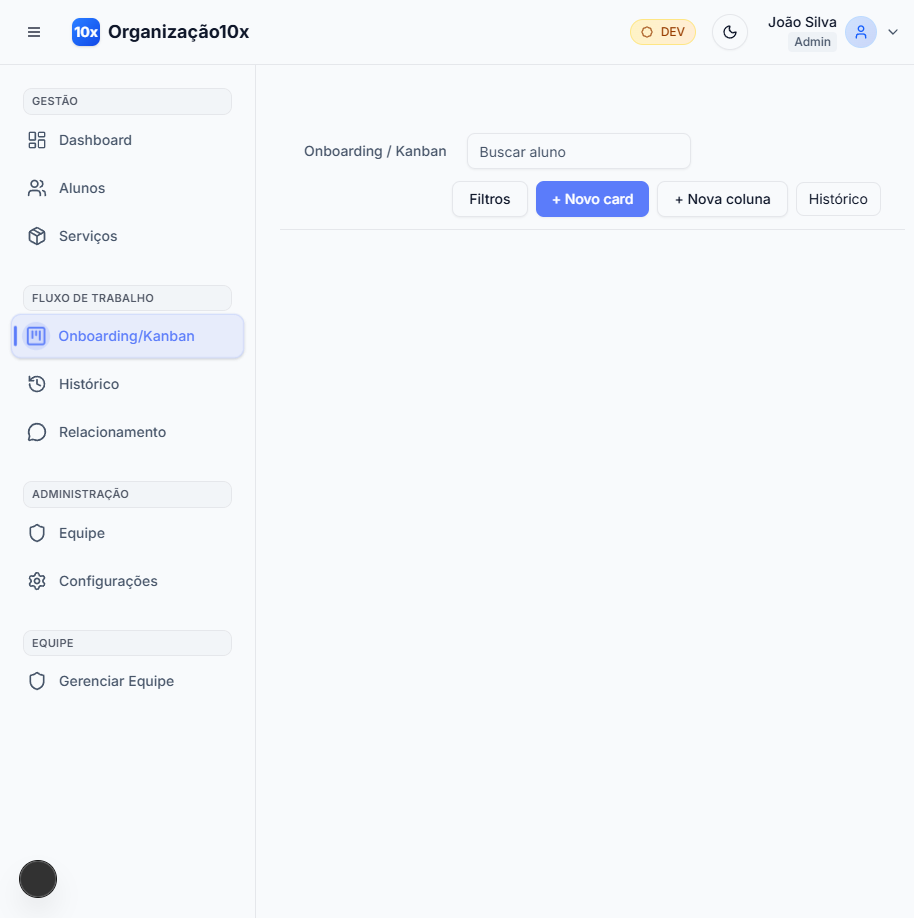 10x Organização10x
DEV
João Silva
Admin
GESTÃO
Dashboard
Alunos
Serviços
FLUXO DE TRABALHO
Onboarding/Kanban
Histórico
Relacionamento
ADMINISTRAÇÃO
Equipe
Configurações
EQUIPE
Gerenciar Equipe
Onboarding / Kanban
Buscar aluno
Filtros
+ Novo card
+ Nova coluna
Histórico